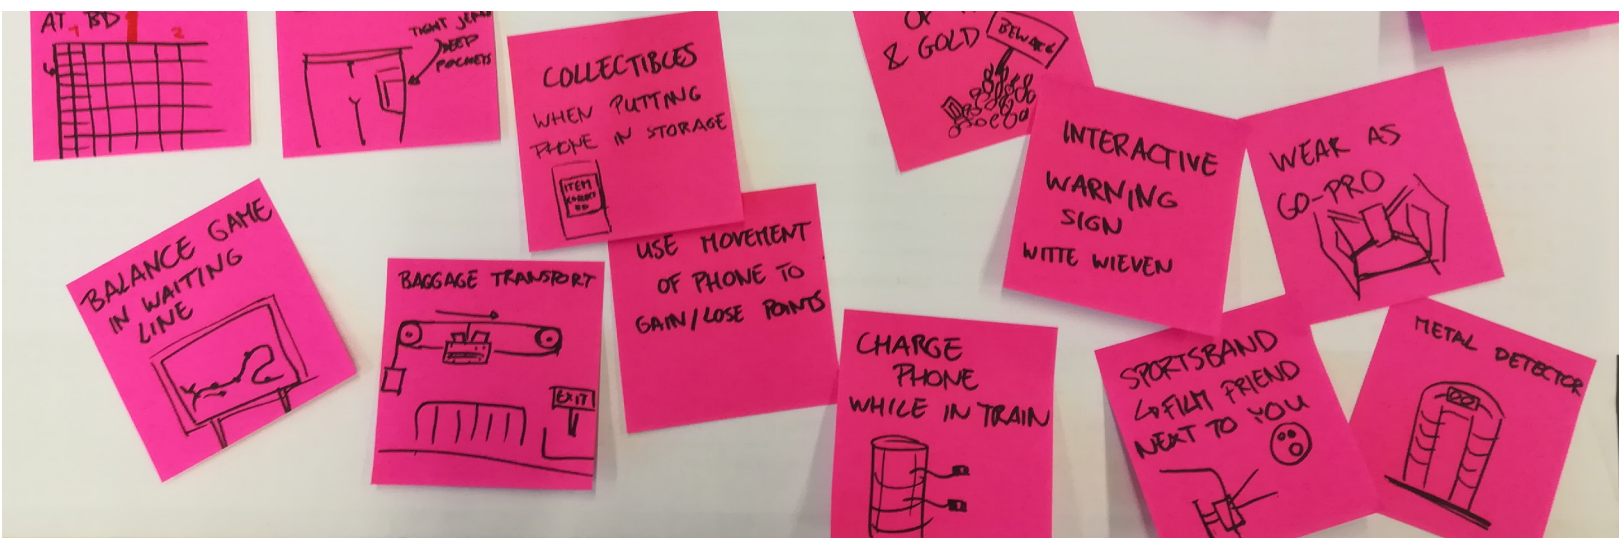 AT, BD
1
2
TIGHT JEANS
DEEP
POCKETS
COLLECTIBLES
WHEN PUTTING
PHONE IN STORAGE
ITEM
& GOLD
BEWARE
INTERACTIVE
WARNING
SIGN
WITTE WIEVEN
WEAR AS
GO-PRO
BALANCE GAME
IN WAITING
LINE
BAGGAGE TRANSPORT
EXIT
USE MOVEMENT
OF PHONE TO
GAIN/LOSE POINTS
CHARGE
PHONE
WHILE IN TRAIN
SPORTSBAND
↳ FILM FRIEND
NEXT TO YOU
METAL DETECTOR